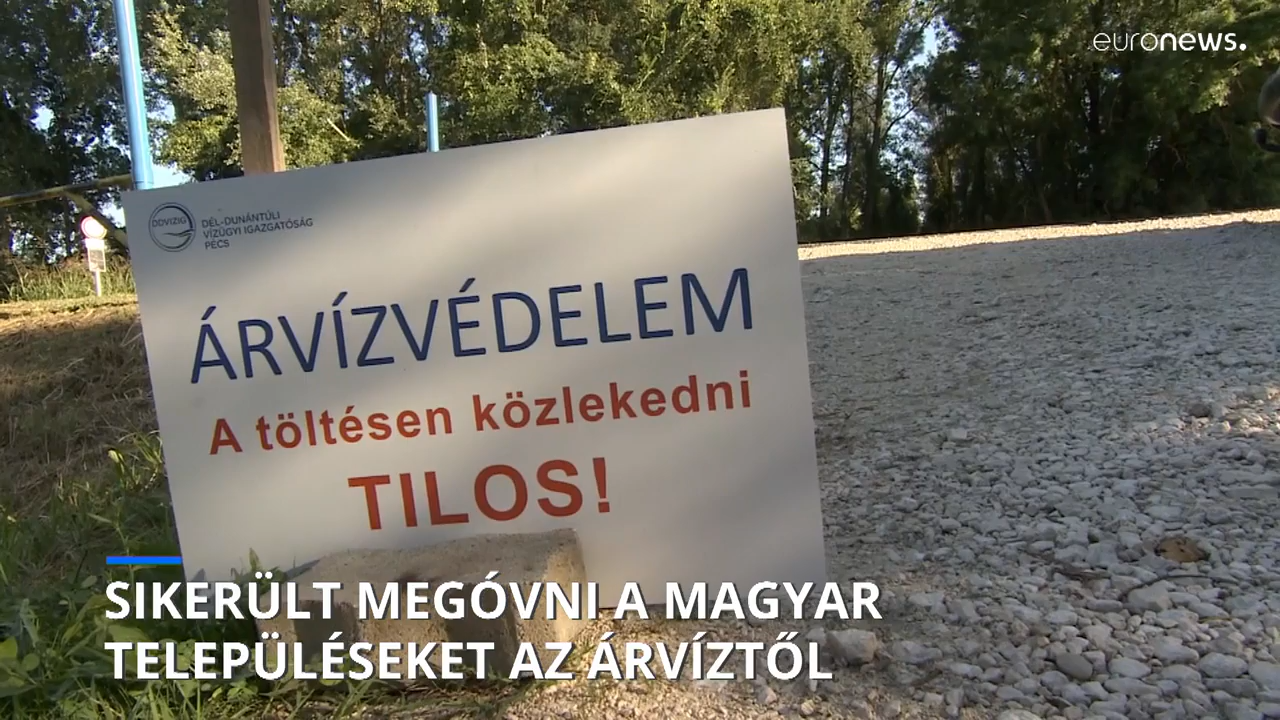 euronews.
DDVIZIG
DÉL-DUNÁNTÚLI
VÍZÜGYI IGAZGATÓSÁG
PÉCS
ÁRVÍZVÉDELEM
A töltésen közlekedni
TILOS!
SIKERÜLT MEGÓVNI A MAGYAR
TELEPÜLÉSEKET AZ ÁRVÍZTŐL